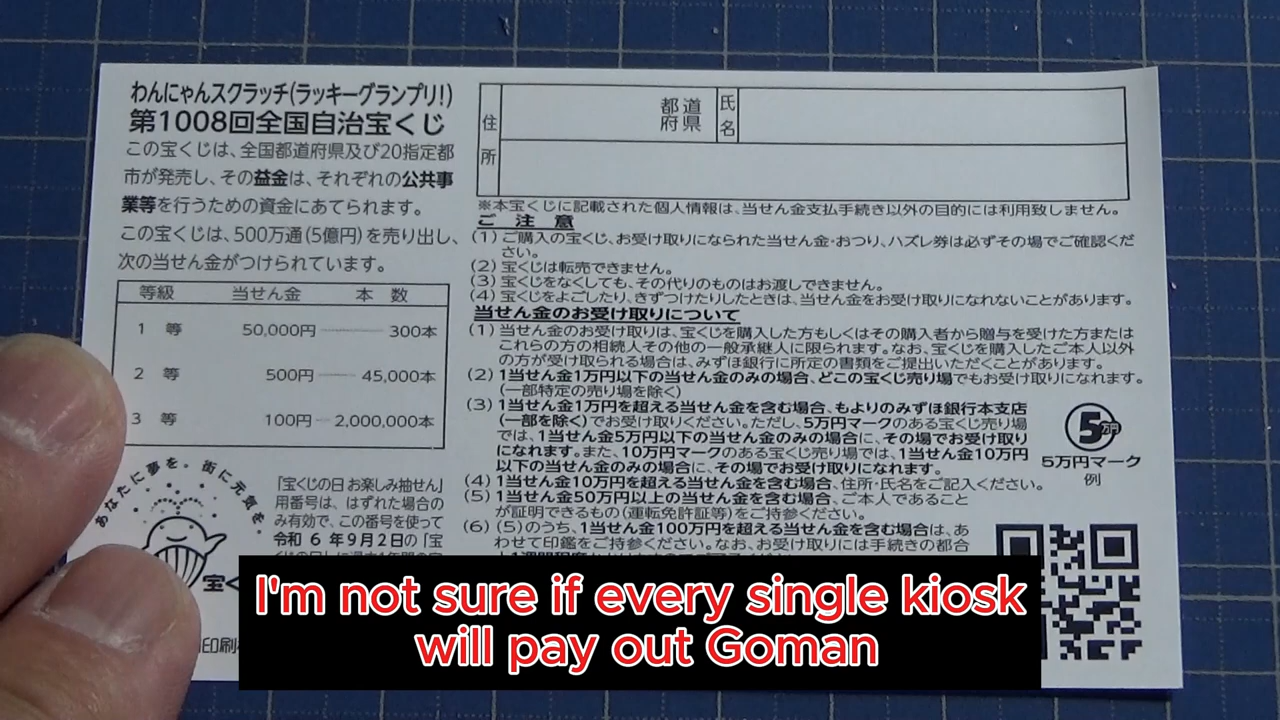 わんにゃんスクラッチ(ラッキーグランプリ!)
第1008回全国自治宝くじ
この宝くじは、全国都道府県及び20指定都
市が発売し、その益金は、それぞれの公共事
業等を行うための資金にあてられます。
この宝くじは、500万通(5億円)を売り出し、
次の当せん金がつけられています。
等級 当せん金 本 数
1 等 50,000円 300本
2 等 500円 45,000本
3 等 100円 2,000,000本
あなたに夢を。街に元気を。
『宝くじの日 お楽しみ抽せん』
用番号は、はずれた場合の
み有効で、この番号を使って
令和 6 年9月2日の「宝
宝く
印刷
住所
都道府県
氏名
※本宝くじに記載された個人情報は、当せん金支払手続き以外の目的には利用致しません。
ご 注 意
(1) ご購入の宝くじ、お受け取りになられた当せん金・おつり、ハズレ券は必ずその場でご確認くだ
さい。
(2) 宝くじは転売できません。
(3) 宝くじをなくしても、その代りのものはお渡しできません。
(4) 宝くじをよごしたり、きずつけたりしたときは、当せん金をお受け取りになれないことがあります。
当せん金のお受け取りについて
(1) 当せん金のお受け取りは、宝くじを購入した方もしくはその購入者から贈与を受けた方または
これらの方の相続人その他の一般承継人に限られます。なお、宝くじを購入したご本人以外
の方が受け取られる場合は、みずほ銀行に所定の書類をご提出いただくことがあります。
(2) 1当せん金1万円以下の当せん金のみの場合、どこの宝くじ売り場でもお受け取りになれます。
(一部特定の売り場を除く)
(3) 1当せん金1万円を超える当せん金を含む場合、もよりのみずほ銀行本支店
(一部を除く)でお受け取りください。ただし、5万円マークのある宝くじ売り場
では、1当せん金5万円以下の当せん金のみの場合に、その場でお受け取り
になれます。また、10万円マークのある宝くじ売り場では、1当せん金10万円
以下の当せん金のみの場合に、その場でお受け取りになれます。
(4) 1当せん金10万円を超える当せん金を含む場合、住所・氏名をご記入ください。
(5) 1当せん金50万円以上の当せん金を含む場合、ご本人であること
が証明できるもの(運転免許証等)をご持参ください。
(6) (5)のうち、1当せん金100万円を超える当せん金を含む場合は、あ
わせて印鑑をご持参ください。なお、お受け取りには手続きの都合
5万円
5万円マーク
例
I'm not sure if every single kiosk
will pay out Goman